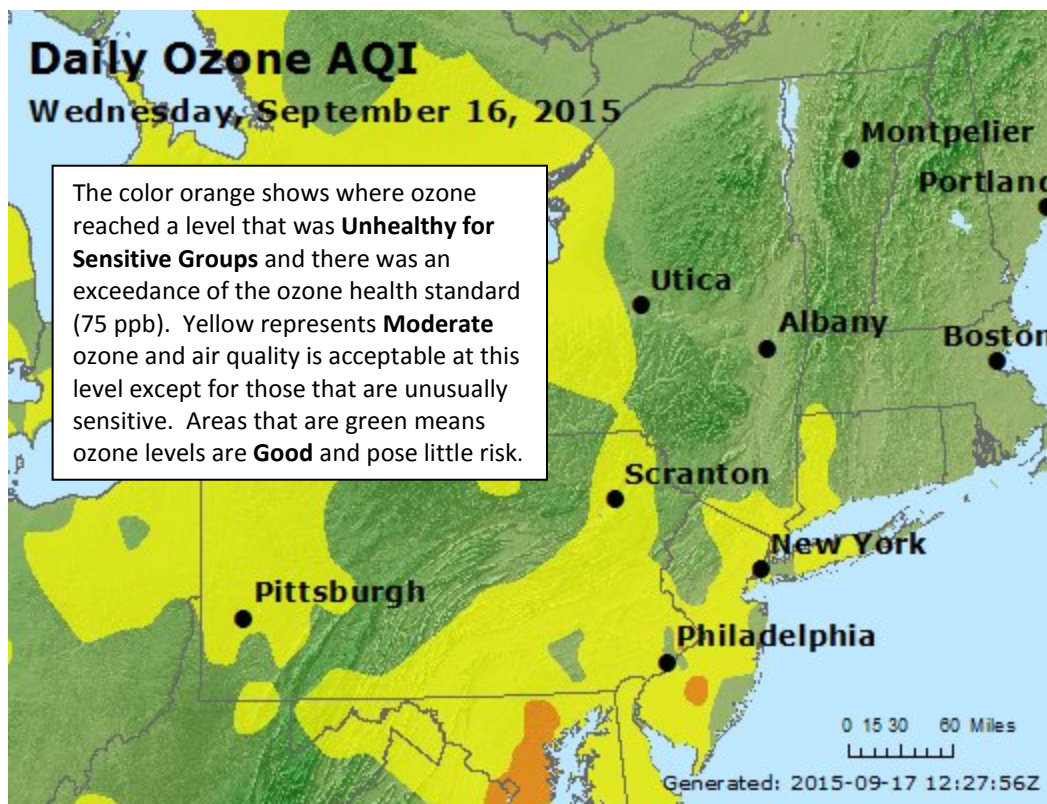 Daily Ozone AQI
Wednesday, September 16, 2015
The color orange shows where ozone
reached a level that was Unhealthy for
Sensitive Groups and there was an
exceedance of the ozone health standard
(75 ppb).  Yellow represents Moderate
ozone and air quality is acceptable at this
level except for those that are unusually
sensitive.  Areas that are green means
ozone levels are Good and pose little risk.
Montpelier
Portland
Utica
Albany
Boston
Scranton
New York
Pittsburgh
Philadelphia
0 15 30 60 Miles
Generated: 2015-09-17 12:27:56Z